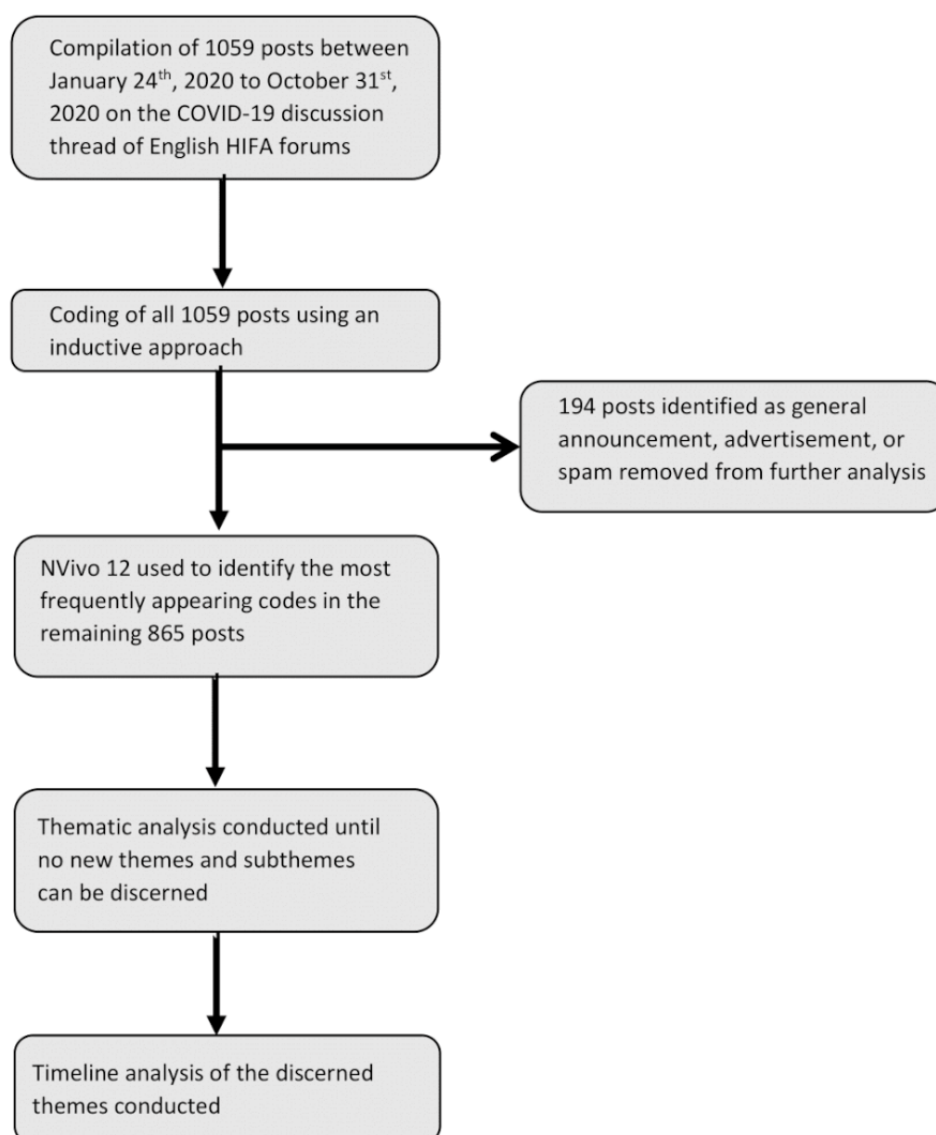 Compilation of 1059 posts between
January 24th, 2020 to October 31st,
2020 on the COVID-19 discussion
thread of English HIFA forums
Coding of all 1059 posts using an
inductive approach
194 posts identified as general
announcement, advertisement, or
spam removed from further analysis
NVivo 12 used to identify the most
frequently appearing codes in the
remaining 865 posts
Thematic analysis conducted until
no new themes and subthemes
can be discerned
Timeline analysis of the discerned
themes conducted